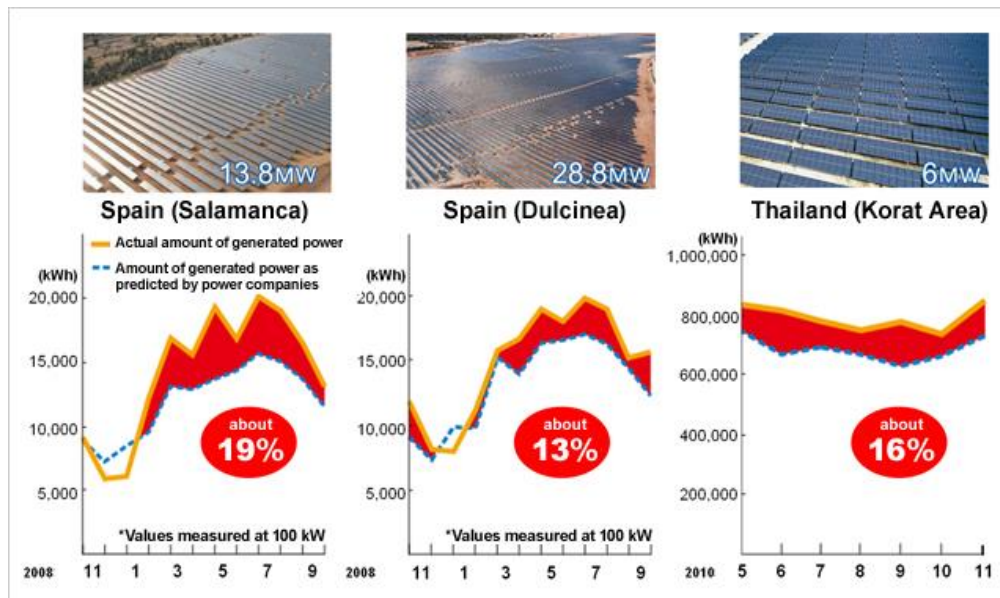 13.8MW
Spain (Salamanca)
Actual amount of generated power
Amount of generated power as
predicted by power companies
(kWh)
20,000
15,000
10,000
5,000
about
19%
*Values measured at 100 kW
2008 11 1 3 5 7 9
28.8MW
Spain (Dulcinea)
(kWh)
20,000
15,000
10,000
5,000
about
13%
*Values measured at 100 kW
2008 11 1 3 5 7 9
6MW
Thailand (Korat Area)
(kWh)
1,000,000
800,000
600,000
400,000
200,000
about
16%
2010 5 6 7 8 9 10 11